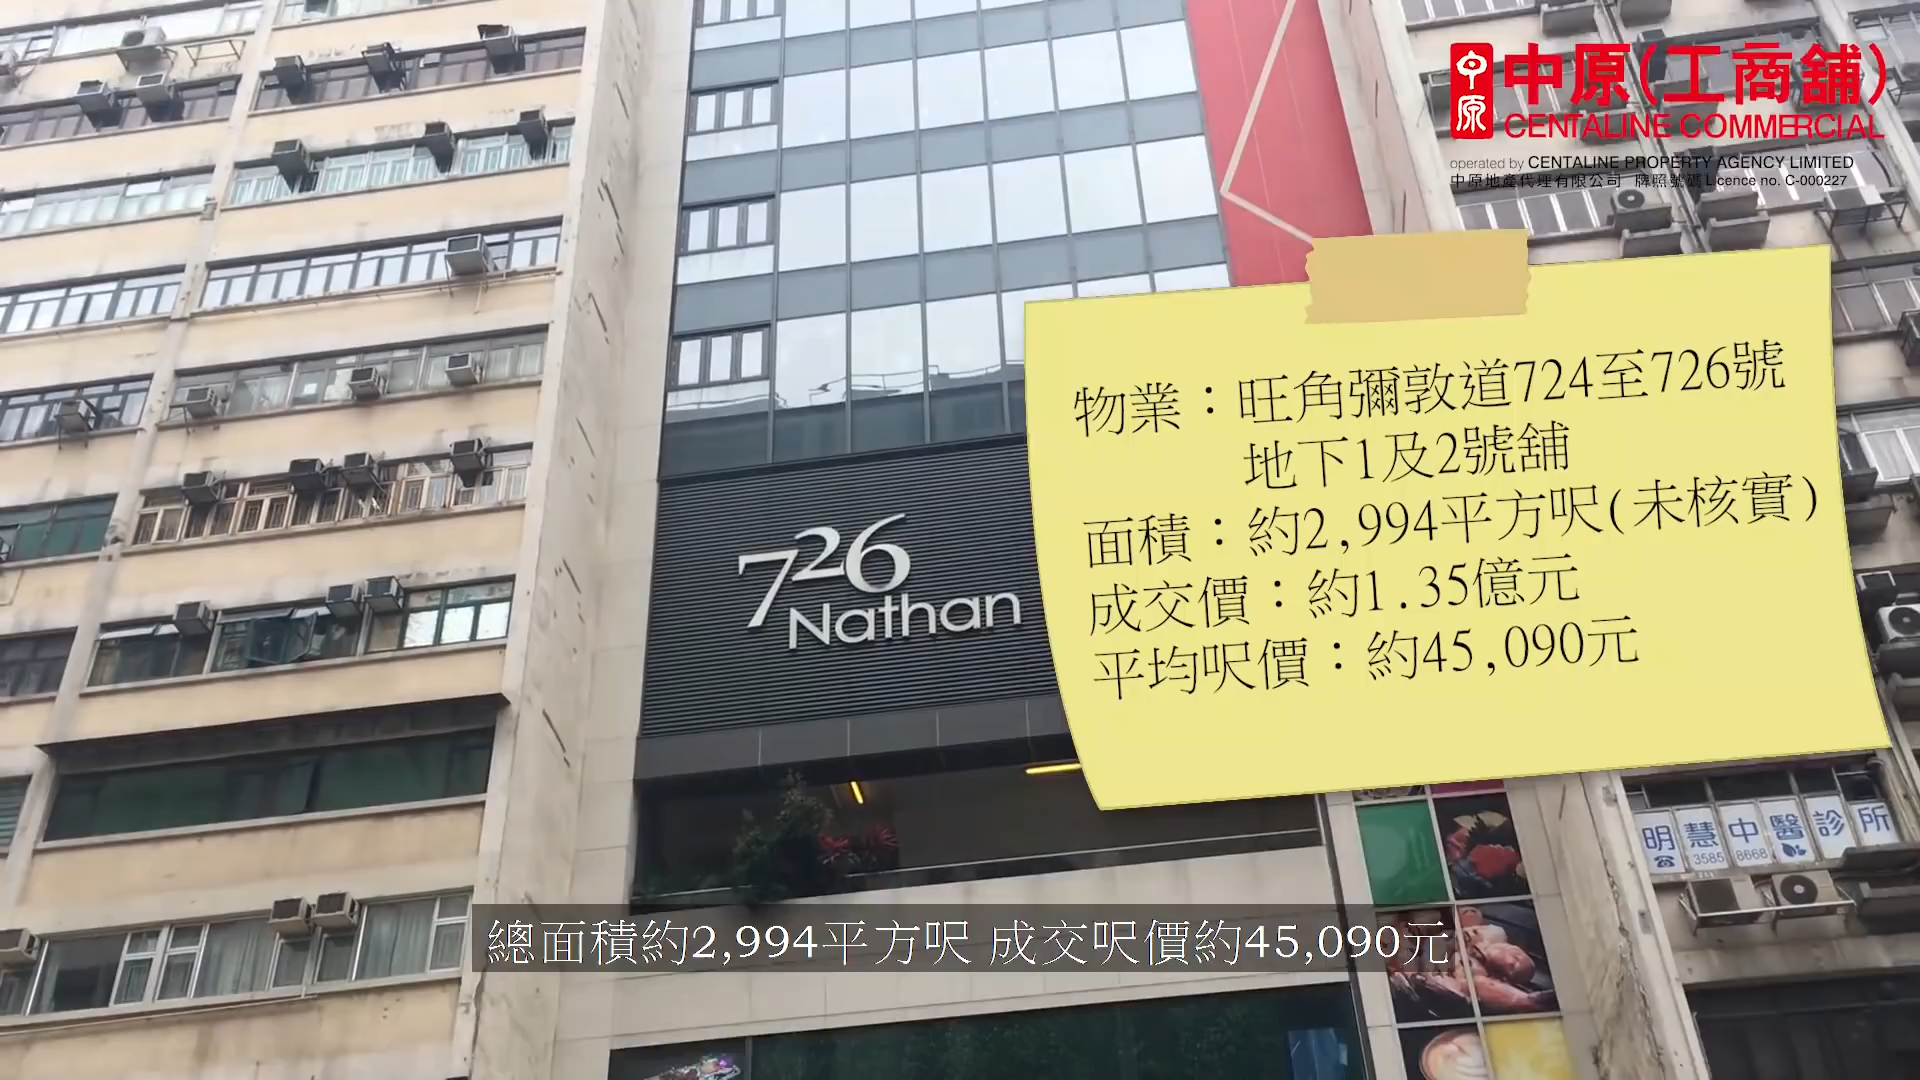 中原
中原(工商舖)
CENTALINE COMMERCIAL
operated by CENTALINE PROPERTY AGENCY LIMITED
中原地產代理有限公司 牌照號碼 Licence no. C-000227
物業：旺角彌敦道724至726號
地下1及2號舖
面積：約2,994平方呎(未核實)
成交價：約1.35億元
平均呎價：約45,090元
726
Nathan
明慧中醫診所
3585 8668
總面積約2,994平方呎 成交呎價約45,090元